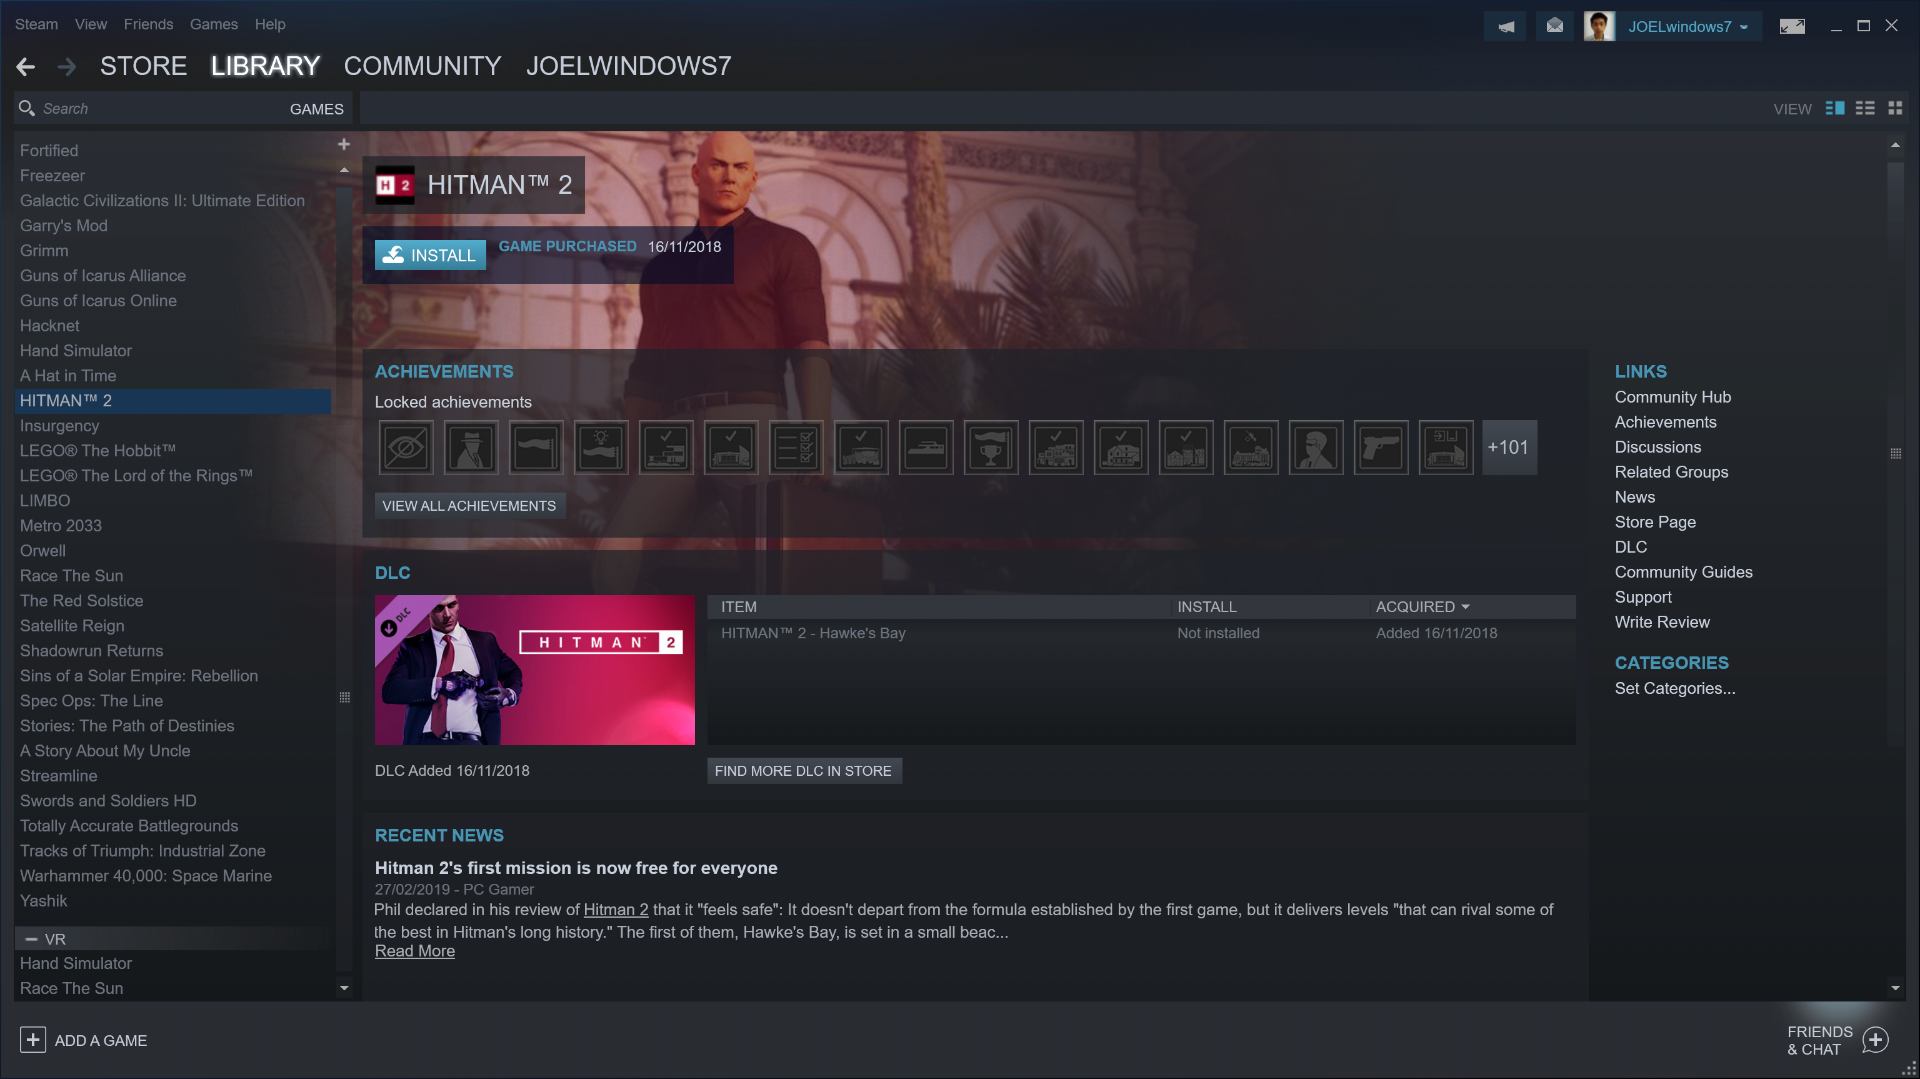 Steam View Friends Games Help
JOELwindows7
STORE LIBRARY COMMUNITY JOELWINDOWS7
Search GAMES
VIEW
Fortified
Freezeer
Galactic Civilizations II: Ultimate Edition
Garry's Mod
Grimm
Guns of Icarus Alliance
Guns of Icarus Online
Hacknet
Hand Simulator
A Hat in Time
HITMAN™ 2
Insurgency
LEGO® The Hobbit™
LEGO® The Lord of the Rings™
LIMBO
Metro 2033
Orwell
Race The Sun
The Red Solstice
Satellite Reign
Shadowrun Returns
Sins of a Solar Empire: Rebellion
Spec Ops: The Line
Stories: The Path of Destinies
A Story About My Uncle
Streamline
Swords and Soldiers HD
Totally Accurate Battlegrounds
Tracks of Triumph: Industrial Zone
Warhammer 40,000: Space Marine
Yashik
VR
Hand Simulator
Race The Sun
H 2 HITMAN™ 2
INSTALL GAME PURCHASED 16/11/2018
ACHIEVEMENTS
Locked achievements
+101
VIEW ALL ACHIEVEMENTS
DLC
DLC
HITMAN 2
DLC Added 16/11/2018
ITEM INSTALL ACQUIRED
HITMAN™ 2 - Hawke's Bay Not installed Added 16/11/2018
FIND MORE DLC IN STORE
RECENT NEWS
Hitman 2's first mission is now free for everyone
27/02/2019 - PC Gamer
Phil declared in his review of Hitman 2 that it "feels safe": It doesn't depart from the formula established by the first game, but it delivers levels "that can rival some of
the best in Hitman's long history." The first of them, Hawke's Bay, is set in a small beac...
Read More
LINKS
Community Hub
Achievements
Discussions
Related Groups
News
Store Page
DLC
Community Guides
Support
Write Review
CATEGORIES
Set Categories...
ADD A GAME
FRIENDS
& CHAT